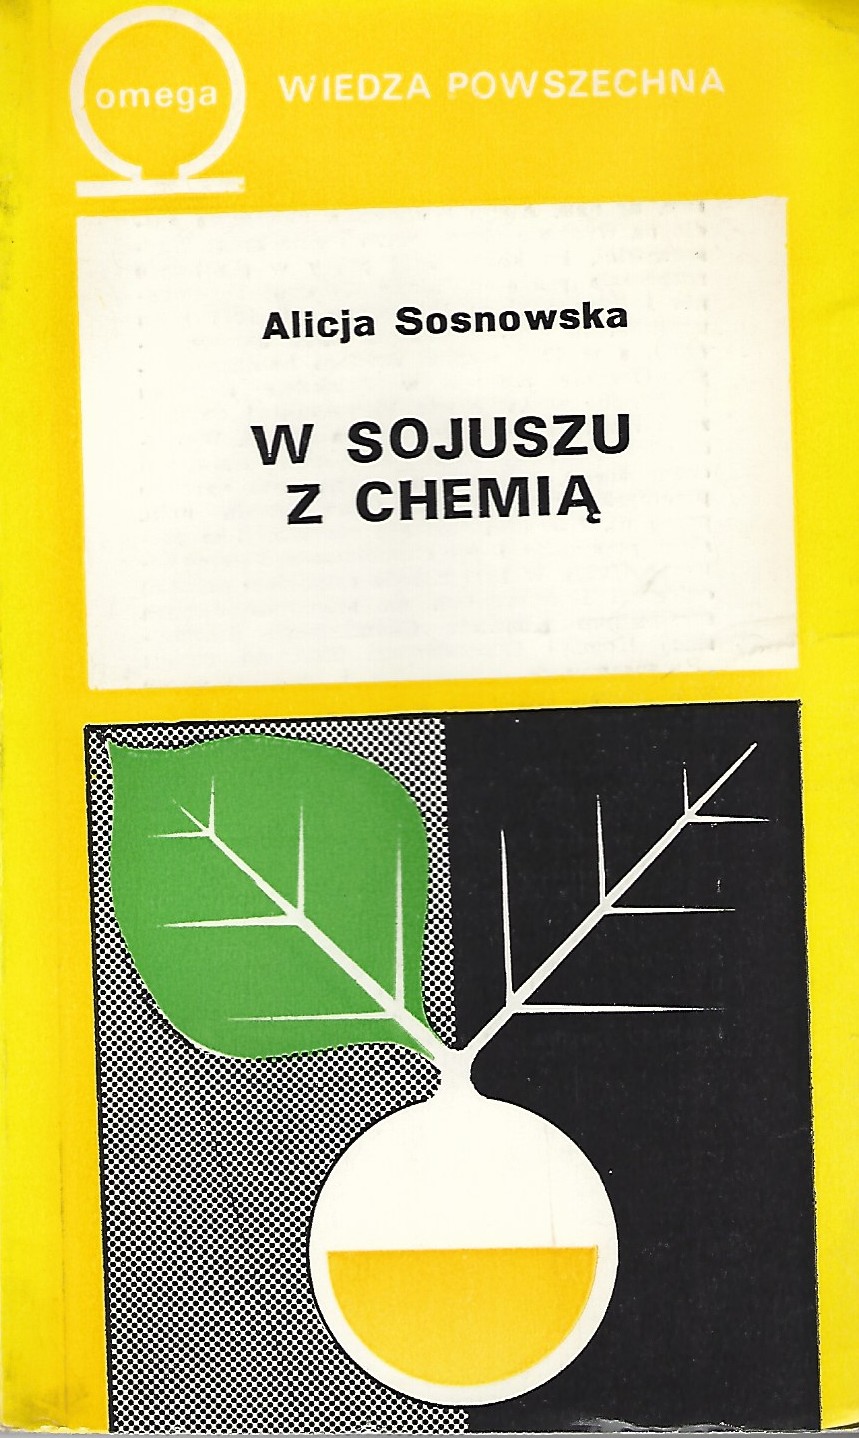 omega
WIEDZA POWSZECHNA
Alicja Sosnowska
W SOJUSZU
Z CHEMIĄ